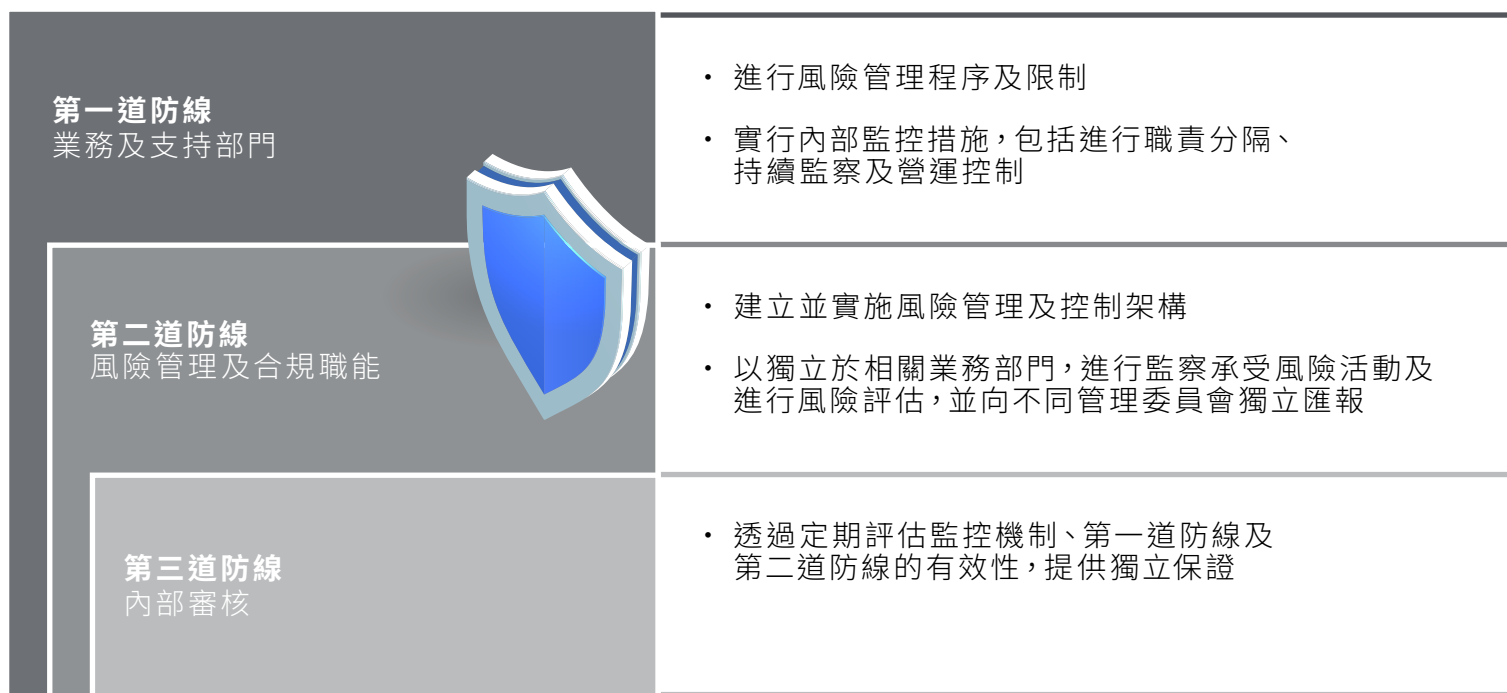 第一道防線
業務及支持部門
• 進行風險管理程序及限制
• 實行內部監控措施，包括進行職責分隔、
持續監察及營運控制
第二道防線
風險管理及合規職能
• 建立並實施風險管理及控制架構
• 以獨立於相關業務部門，進行監察承受風險活動及
進行風險評估，並向不同管理委員會獨立匯報
第三道防線
內部審核
• 透過定期評估監控機制、第一道防線及
第二道防線的有效性，提供獨立保證